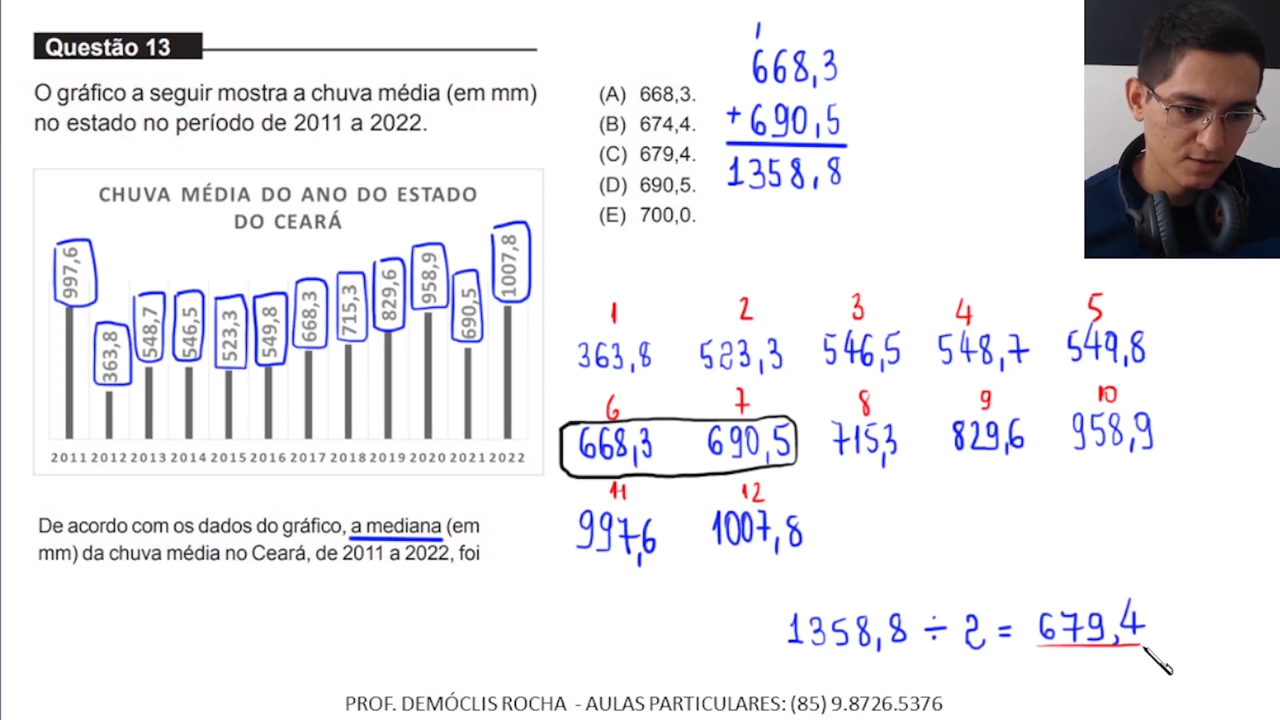 Questão 13
O gráfico a seguir mostra a chuva média (em mm)
no estado no período de 2011 a 2022.
CHUVA MÉDIA DO ANO DO ESTADO
DO CEARÁ
997,6
363,8
548,7
546,5
523,3
549,8
668,3
715,3
829,6
958,9
690,5
1007,8
2011 2012 2013 2014 2015 2016 2017 2018 2019 2020 2021 2022
De acordo com os dados do gráfico, a mediana (em
mm) da chuva média no Ceará, de 2011 a 2022, foi
(A) 668,3.
(B) 674,4.
(C) 679,4.
(D) 690,5.
(E) 700,0.
1
668,3
+690,5
1358,8
1 2 3 4 5
363,8 523,3 546,5 548,7 549,8
6 7 8 9 10
668,3 690,5 715,3 829,6 958,9
11 12
997,6 1007,8
1358,8 ÷ 2 = 679,4
PROF. DEMÓCLIS ROCHA - AULAS PARTICULARES: (85) 9.8726.5376